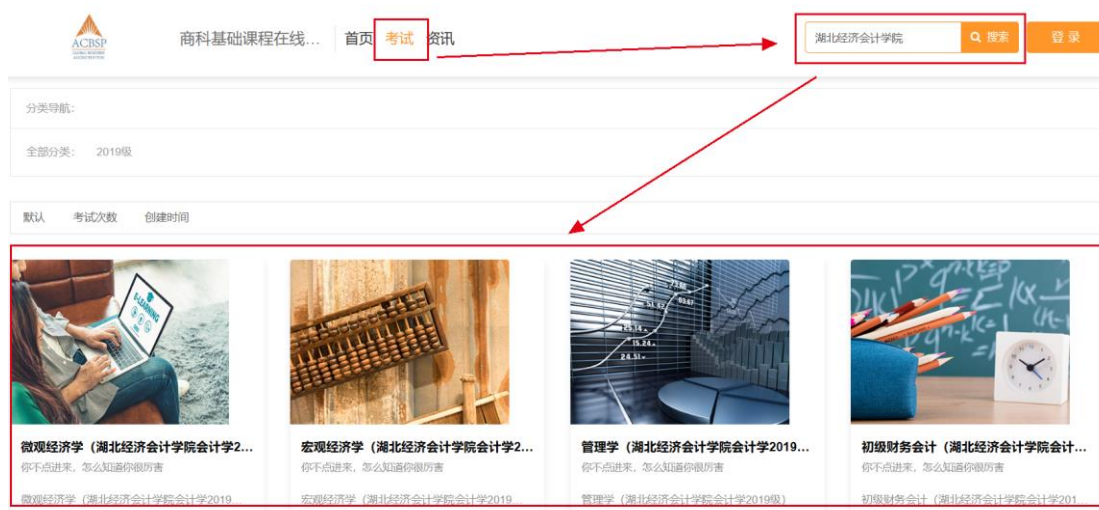 ACBSP
商科基础课程在线... 首页 考试 资讯
湖北经济会计学院 搜索 登录
分类导航:
全部分类: 2019级
默认 考试次数 创建时间
E-LEARNING
微观经济学（湖北经济会计学院会计学2...
你不点进来，怎么知道你很厉害
微观经济学（湖北经济会计学院会计学2019...
宏观经济学（湖北经济会计学院会计学2...
你不点进来，怎么知道你很厉害
宏观经济学（湖北经济会计学院会计学2019...
25.14
15.24
24.51
管理学（湖北经济会计学院会计学2019...
你不点进来，怎么知道你很厉害
管理学（湖北经济会计学院会计学2019级）
初级财务会计（湖北经济会计学院会计...
你不点进来，怎么知道你很厉害
初级财务会计（湖北经济会计学院会计学201...